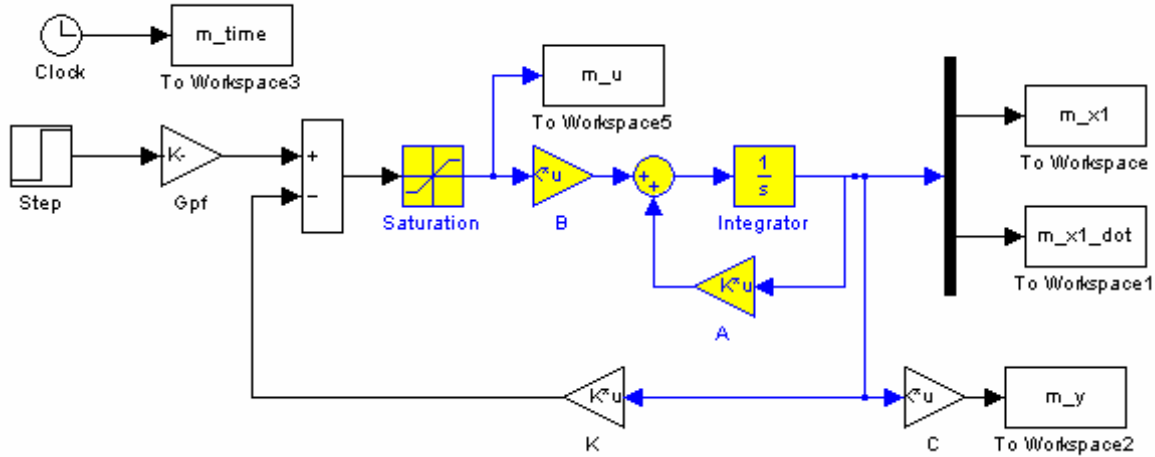 m_time
Clock
To Workspace3
m_u
To Workspace5
m_x1
To Workspace
K-
+
−
Step
Gpf
Saturation
K*u
B
+
+
1
s
Integrator
m_x1_dot
To Workspace1
K*u
A
K*u
K
K*u
C
m_y
To Workspace2